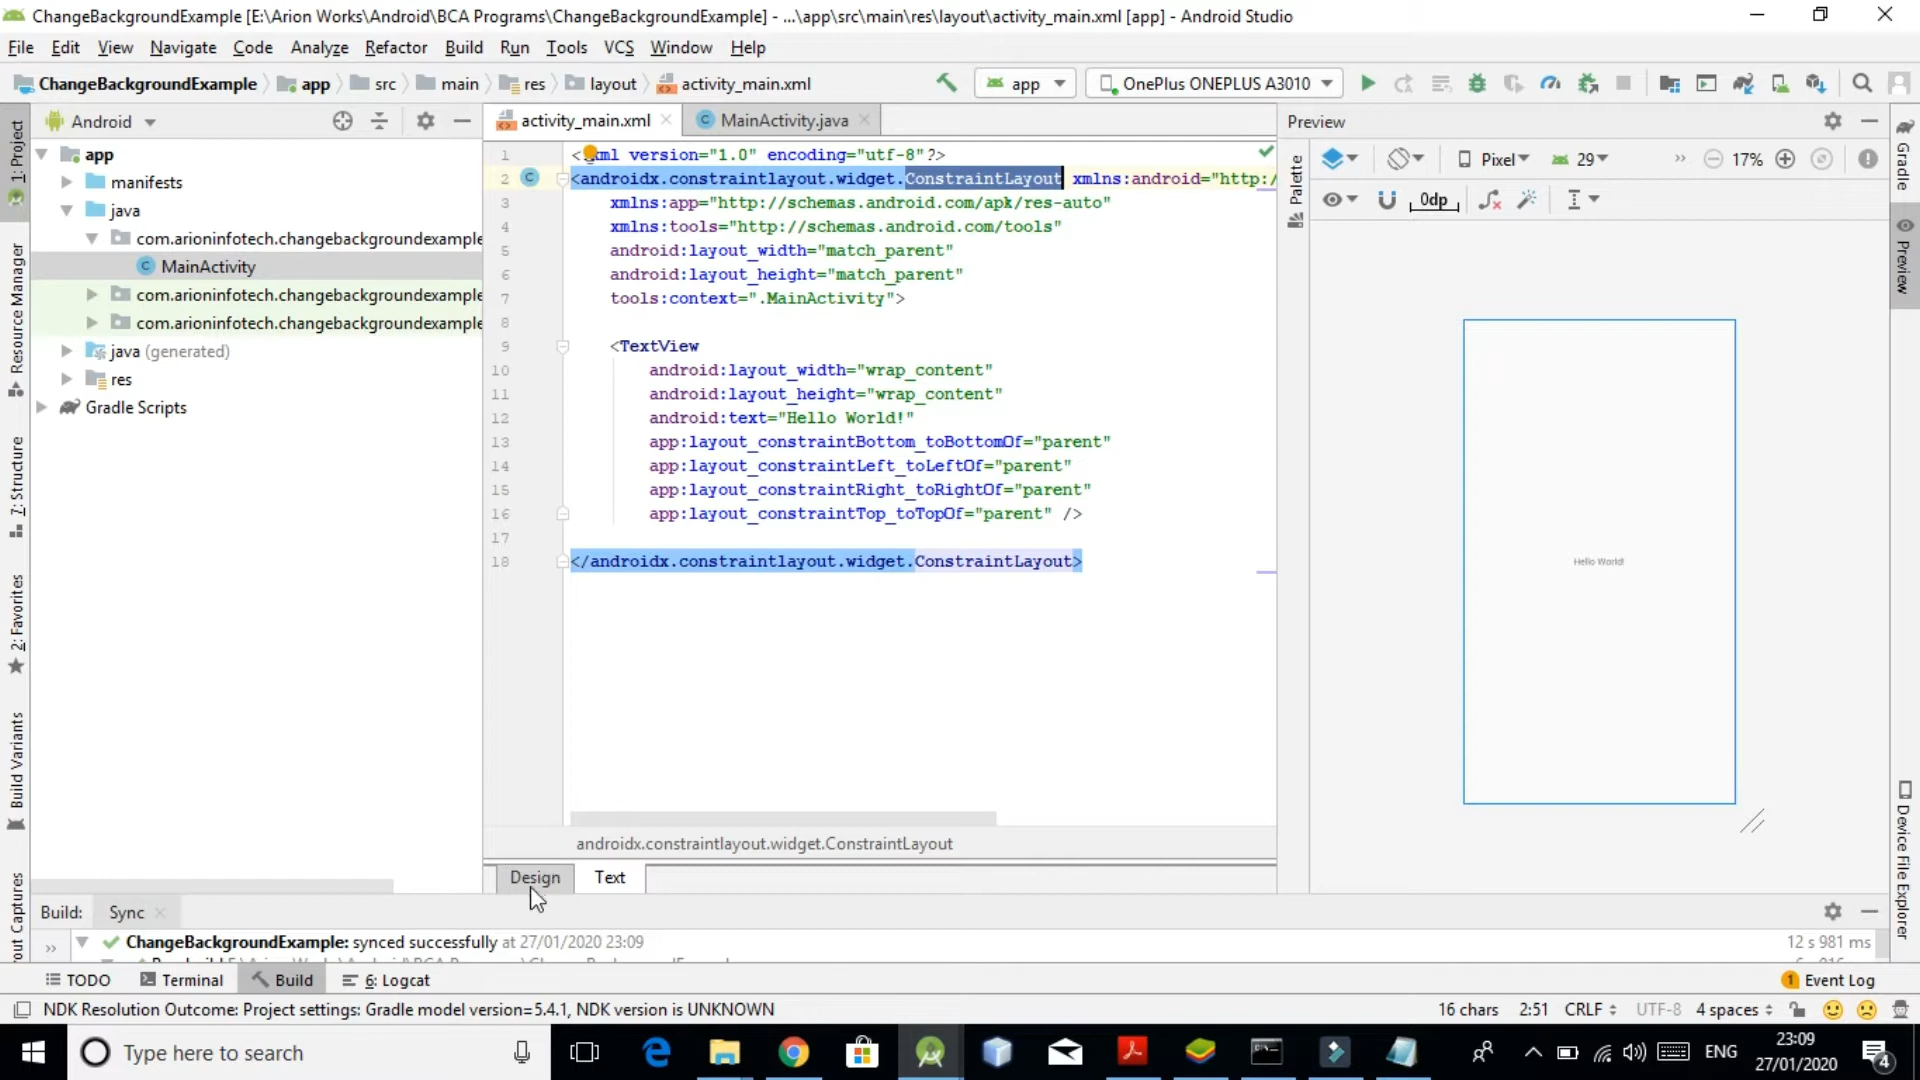 ChangeBackgroundExample [E:\Arion Works\Android\BCA Programs\ChangeBackgroundExample] - ...\app\src\main\res\layout\activity_main.xml [app] - Android Studio
File Edit View Navigate Code Analyze Refactor Build Run Tools VCS Window Help
ChangeBackgroundExample app src main res layout activity_main.xml app OnePlus ONEPLUS A3010
1: Project
Resource Manager
7: Structure
2: Favorites
Build Variants
out Captures
Android
app
manifests
java
com.arioninfotech.changebackgroundexample
MainActivity
com.arioninfotech.changebackgroundexample
com.arioninfotech.changebackgroundexample
java (generated)
res
Gradle Scripts
activity_main.xml MainActivity.java
1 <?xml version="1.0" encoding="utf-8"?>
2 <androidx.constraintlayout.widget.ConstraintLayout xmlns:android="http:/
3 xmlns:app="http://schemas.android.com/apk/res-auto"
4 xmlns:tools="http://schemas.android.com/tools"
5 android:layout_width="match_parent"
6 android:layout_height="match_parent"
7 tools:context=".MainActivity">
8
9 <TextView
10 android:layout_width="wrap_content"
11 android:layout_height="wrap_content"
12 android:text="Hello World!"
13 app:layout_constraintBottom_toBottomOf="parent"
14 app:layout_constraintLeft_toLeftOf="parent"
15 app:layout_constraintRight_toRightOf="parent"
16 app:layout_constraintTop_toTopOf="parent" />
17
18 </androidx.constraintlayout.widget.ConstraintLayout>
androidx.constraintlayout.widget.ConstraintLayout
Design Text
Palette
Preview
Pixel 29 » 17%
0dp
Hello World!
Gradle
Preview
Device File Explorer
Build: Sync
» ChangeBackgroundExample: synced successfully at 27/01/2020 23:09 12 s 981 ms
TODO Terminal Build 6: Logcat 1 Event Log
NDK Resolution Outcome: Project settings: Gradle model version=5.4.1, NDK version is UNKNOWN 16 chars 2:51 CRLF UTF-8 4 spaces
Type here to search ENG 23:09
27/01/2020 4